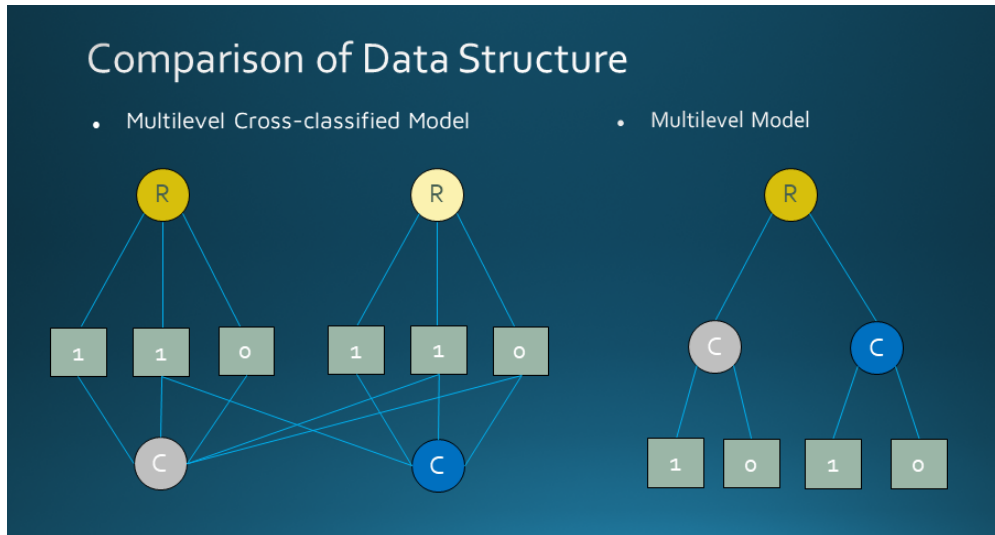 Comparison of Data Structure
• Multilevel Cross-classified Model
• Multilevel Model
R R R
1 1 0 1 1 0
C C
C C
1 0 1 0